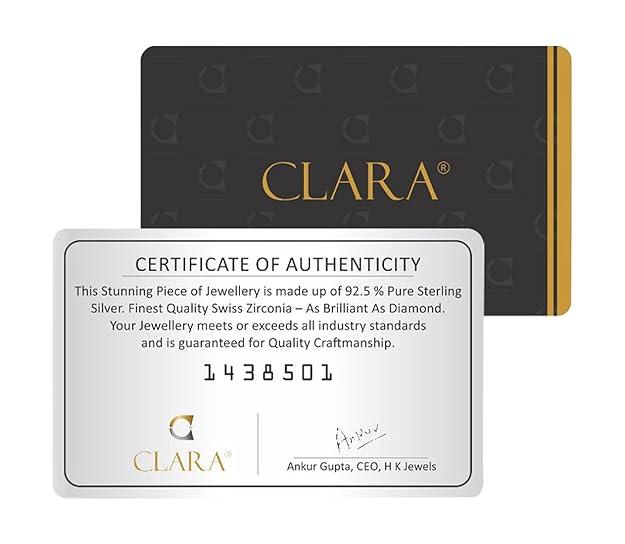 CLARA®
CERTIFICATE OF AUTHENTICITY
This Stunning Piece of Jewellery is made up of 92.5 % Pure Sterling
Silver. Finest Quality Swiss Zirconia – As Brilliant As Diamond.
Your Jewellery meets or exceeds all industry standards
and is guaranteed for Quality Craftmanship.
1438501
Ankur
CLARA®
Ankur Gupta, CEO, H K Jewels